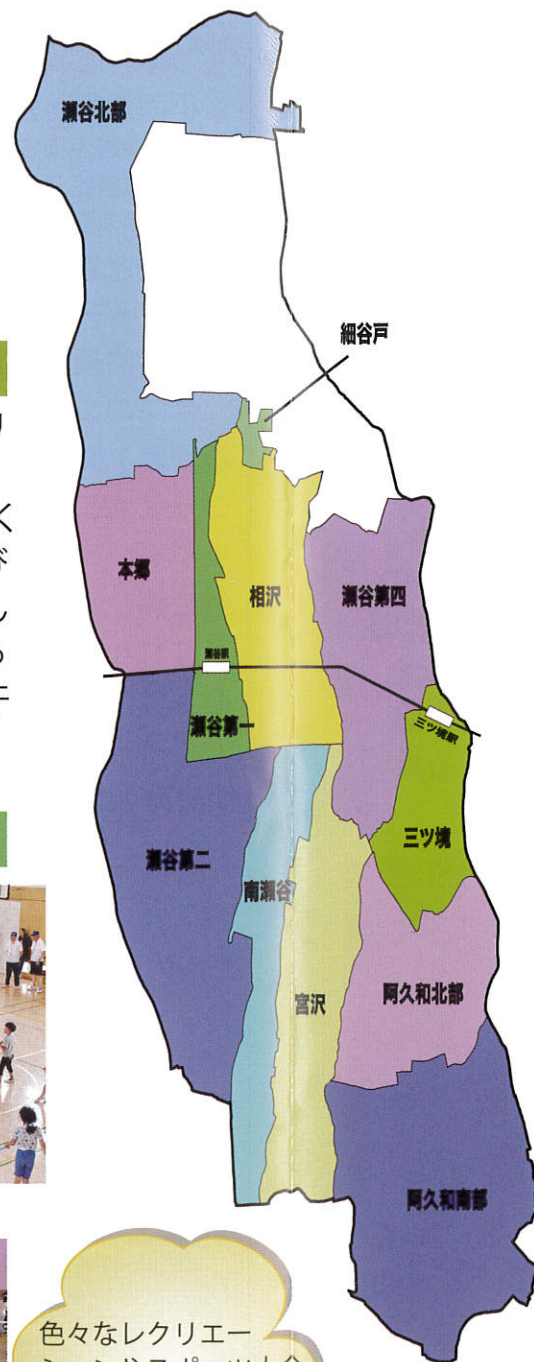 瀬谷北部
細谷戸
本郷
相沢
瀬谷第四
瀬谷駅
瀬谷第一
三ツ境駅
三ツ境
瀬谷第二
南瀬谷
宮沢
阿久和北部
阿久和南部
色々なレクリエー